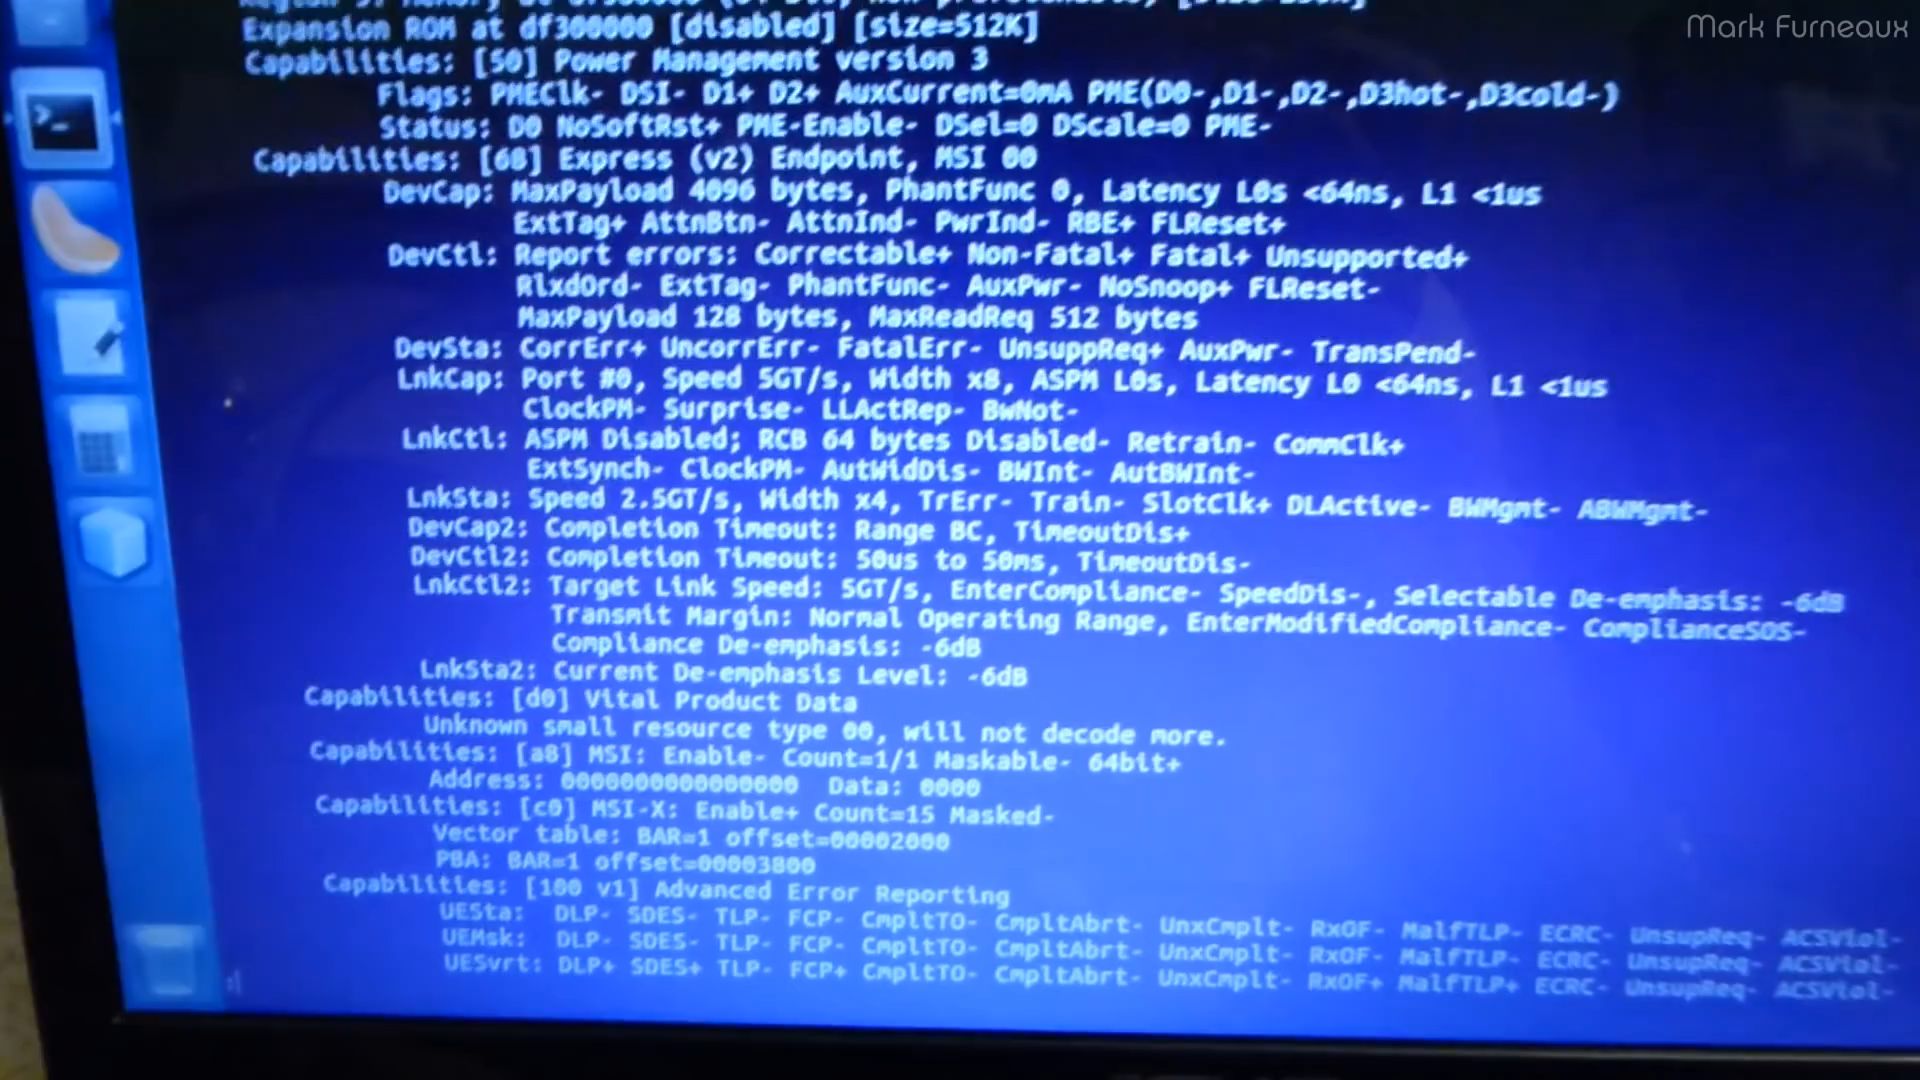 Mark Furneaux
Expansion ROM at df300000 [disabled] [size=512K]
Capabilities: [50] Power Management version 3
Flags: PMEClk- DSI- D1+ D2+ AuxCurrent=0mA PME(D0-,D1-,D2-,D3hot-,D3cold-)
Status: D0 NoSoftRst+ PME-Enable- DSel=0 DScale=0 PME-
Capabilities: [68] Express (v2) Endpoint, MSI 00
DevCap: MaxPayload 4096 bytes, PhantFunc 0, Latency L0s <64ns, L1 <1us
ExtTag+ AttnBtn- AttnInd- PwrInd- RBE+ FLReset+
DevCtl: Report errors: Correctable+ Non-Fatal+ Fatal+ Unsupported+
RlxdOrd- ExtTag- PhantFunc- AuxPwr- NoSnoop+ FLReset-
MaxPayload 128 bytes, MaxReadReq 512 bytes
DevSta: CorrErr+ UncorrErr- FatalErr- UnsuppReq+ AuxPwr- TransPend-
LnkCap: Port #0, Speed 5GT/s, Width x8, ASPM L0s, Latency L0 <64ns, L1 <1us
ClockPM- Surprise- LLActRep- BwNot-
LnkCtl: ASPM Disabled; RCB 64 bytes Disabled- Retrain- CommClk+
ExtSynch- ClockPM- AutWidDis- BWInt- AutBWInt-
LnkSta: Speed 2.5GT/s, Width x4, TrErr- Train- SlotClk+ DLActive- BWMgmt- ABWMgmt-
DevCap2: Completion Timeout: Range BC, TimeoutDis+
DevCtl2: Completion Timeout: 50us to 50ms, TimeoutDis-
LnkCtl2: Target Link Speed: 5GT/s, EnterCompliance- SpeedDis-, Selectable De-emphasis: -6dB
Transmit Margin: Normal Operating Range, EnterModifiedCompliance- ComplianceSOS-
Compliance De-emphasis: -6dB
LnkSta2: Current De-emphasis Level: -6dB
Capabilities: [d0] Vital Product Data
Unknown small resource type 00, will not decode more.
Capabilities: [a8] MSI: Enable- Count=1/1 Maskable- 64bit+
Address: 0000000000000000 Data: 0000
Capabilities: [c0] MSI-X: Enable+ Count=15 Masked-
Vector table: BAR=1 offset=00002000
PBA: BAR=1 offset=00003800
Capabilities: [100 v1] Advanced Error Reporting
UESta: DLP- SDES- TLP- FCP- CmpltTO- CmpltAbrt- UnxCmplt- RxOF- MalfTLP- ECRC- UnsupReq- ACSViol-
UEMsk: DLP- SDES- TLP- FCP- CmpltTO- CmpltAbrt- UnxCmplt- RxOF- MalfTLP- ECRC- UnsupReq- ACSViol-
UESvrt: DLP+ SDES+ TLP- FCP+ CmpltTO- CmpltAbrt- UnxCmplt- RxOF+ MalfTLP+ ECRC- UnsupReq- ACSViol-
: